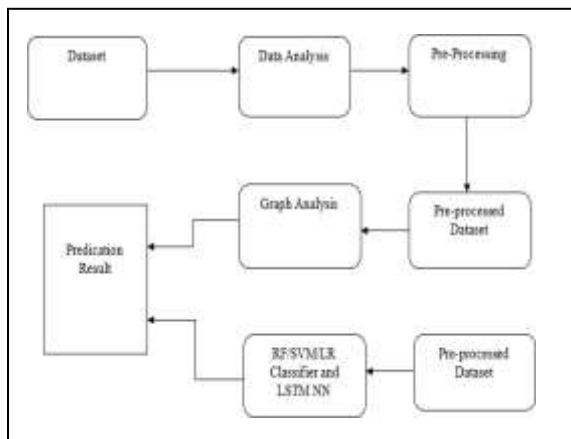 Dataset
Data Analysis
Pre-Processing
Graph Analysis
Pre-processed
Dataset
Predication
Result
RF/SVM/LR
Classifier and
LSTM NN
Pre-processed
Dataset